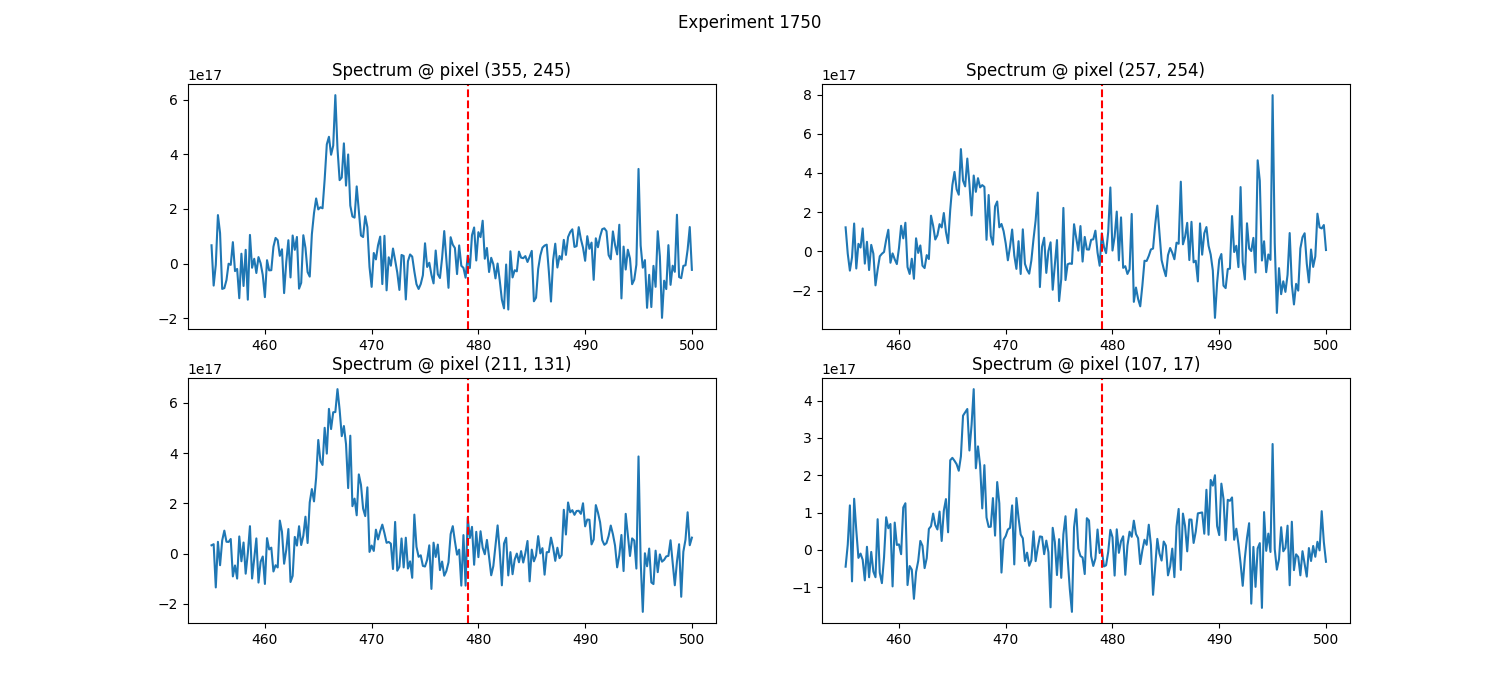 Experiment 1750
Spectrum @ pixel (355, 245)
1e17
6
4
2
0
−2
460 470 480 490 500
Spectrum @ pixel (257, 254)
1e17
8
6
4
2
0
−2
460 470 480 490 500
Spectrum @ pixel (211, 131)
1e17
6
4
2
0
−2
460 470 480 490 500
Spectrum @ pixel (107, 17)
1e17
4
3
2
1
0
−1
460 470 480 490 500